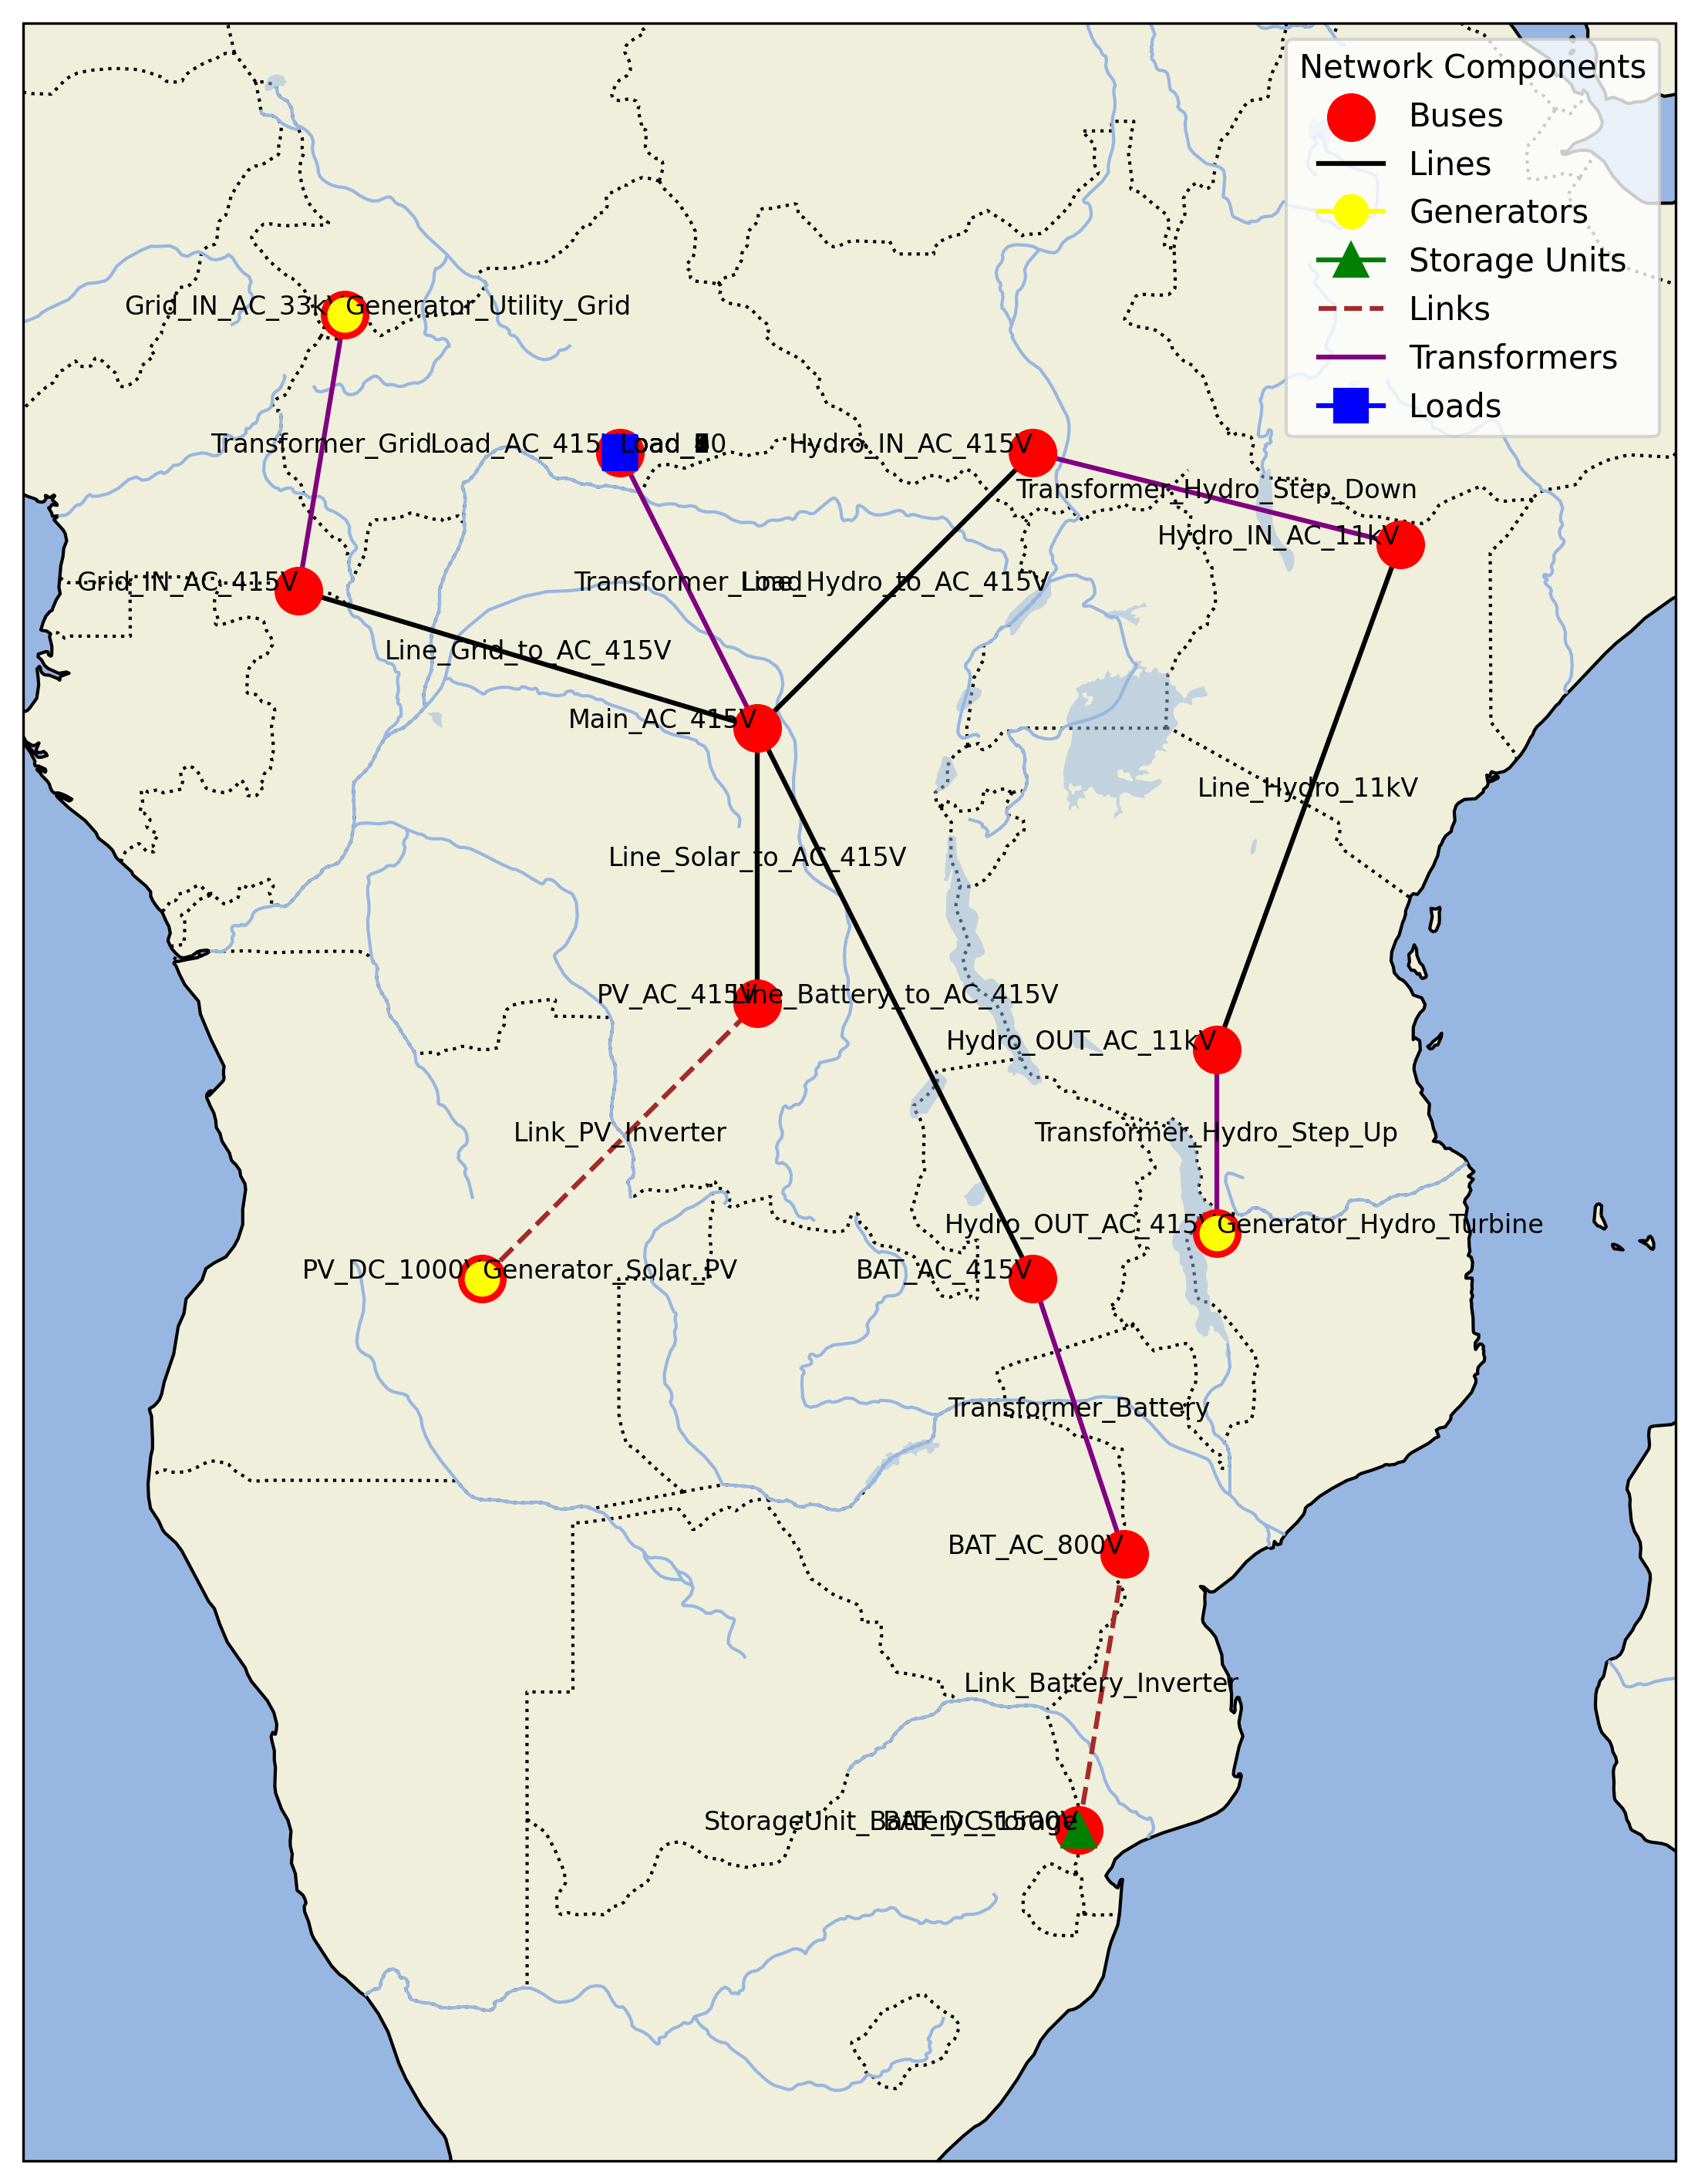 Network Components
Buses
Lines
Generators
Storage Units
Links
Transformers
Loads
Grid_IN_AC_33kV
Generator_Utility_Grid
Transformer_Grid
Load_AC_415V
Hydro_IN_AC_415V
Transformer_Hydro_Step_Down
Hydro_IN_AC_11kV
Grid_IN_AC_415V
Transformer_Load
Line_Hydro_to_AC_415V
Line_Grid_to_AC_415V
Main_AC_415V
Line_Hydro_11kV
Line_Solar_to_AC_415V
PV_AC_415V
Line_Battery_to_AC_415V
Hydro_OUT_AC_11kV
Link_PV_Inverter
Transformer_Hydro_Step_Up
Hydro_OUT_AC_415V
Generator_Hydro_Turbine
PV_DC_1000V
Generator_Solar_PV
BAT_AC_415V
Transformer_Battery
BAT_AC_800V
Link_Battery_Inverter
StorageUnit_Battery_Storage
BAT_DC_1500V